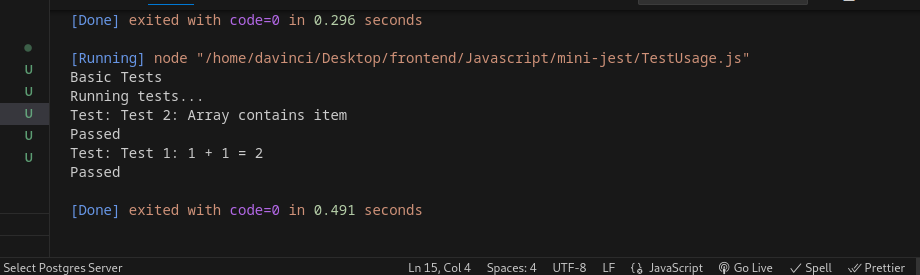 [Done] exited with code=0 in 0.296 seconds
[Running] node "/home/davinci/Desktop/frontend/Javascript/mini-jest/TestUsage.js"
Basic Tests
Running tests...
Test: Test 2: Array contains item
Passed
Test: Test 1: 1 + 1 = 2
Passed
[Done] exited with code=0 in 0.491 seconds
U
U
U
U
U
Select Postgres Server
Ln 15, Col 4
Spaces: 4
UTF-8
LF
JavaScript
Go Live
Spell
Prettier